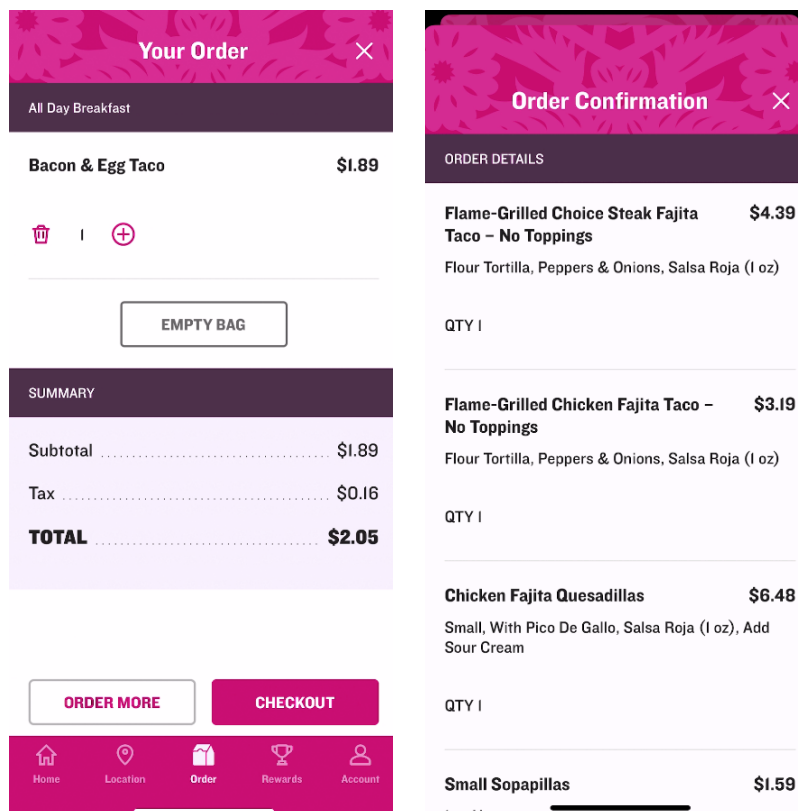 Your Order
All Day Breakfast
Bacon & Egg Taco $1.89
1
EMPTY BAG
SUMMARY
Subtotal $1.89
Tax $0.16
TOTAL $2.05
ORDER MORE CHECKOUT
Home Location Order Rewards Account
Order Confirmation
ORDER DETAILS
Flame-Grilled Choice Steak Fajita $4.39
Taco – No Toppings
Flour Tortilla, Peppers & Onions, Salsa Roja (1 oz)
QTY 1
Flame-Grilled Chicken Fajita Taco – $3.19
No Toppings
Flour Tortilla, Peppers & Onions, Salsa Roja (1 oz)
QTY 1
Chicken Fajita Quesadillas $6.48
Small, With Pico De Gallo, Salsa Roja (1 oz), Add
Sour Cream
QTY 1
Small Sopapillas $1.59